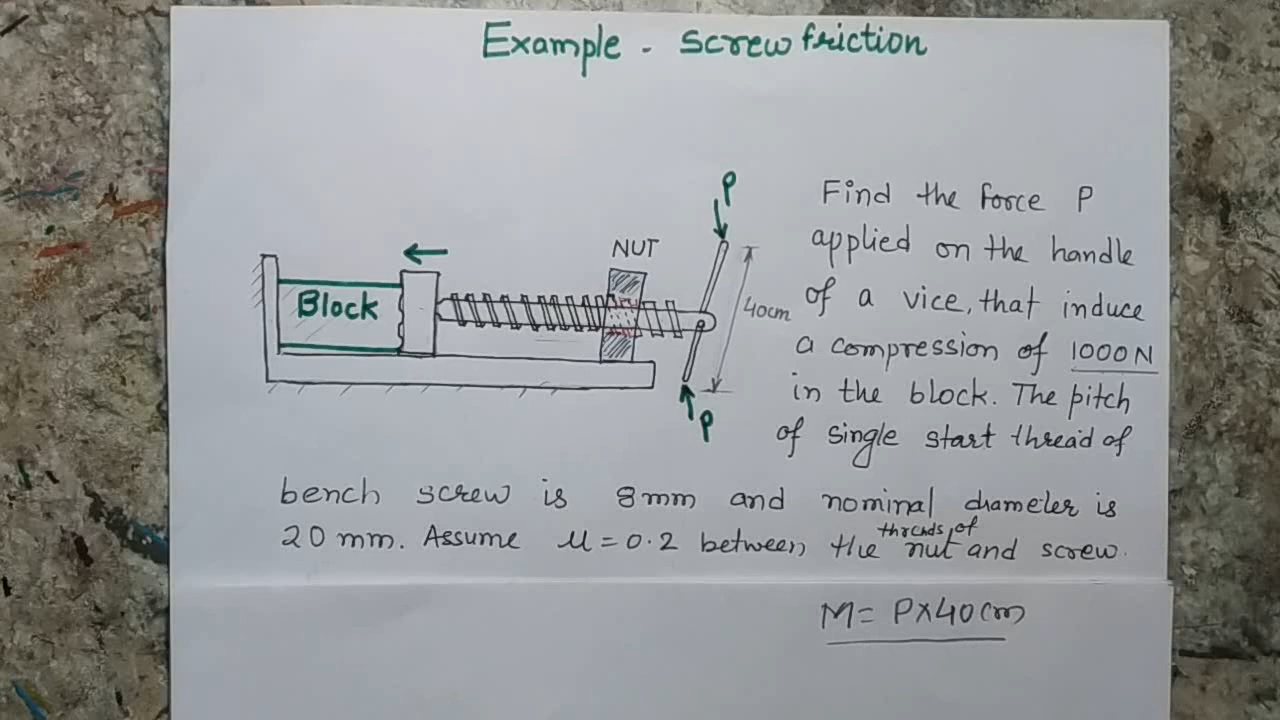 Example - Screw friction
P
NUT
Block
40cm
P
Find the force P
applied on the handle
of a vice, that induce
a compression of 1000N
in the block. The pitch
of single start thread of
bench screw is 8mm and nominal diameter is
20 mm. Assume μ = 0.2 between the threads of nut and screw.
M = P×40cm